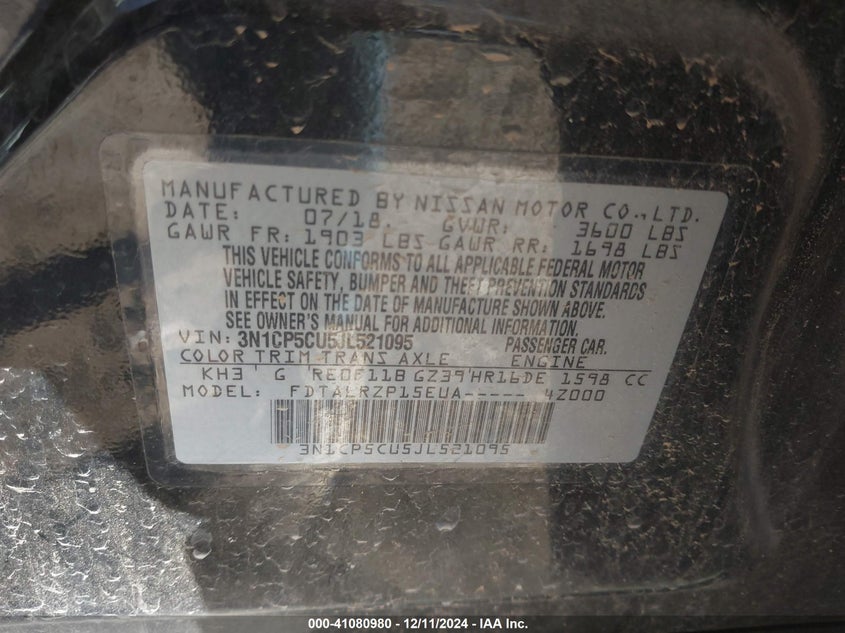 MANUFACTURED BY NISSAN MOTOR CO., LTD.
DATE: 07/18. GVWR: 3600 LBS
GAWR FR: 1903 LBS GAWR RR: 1698 LBS
THIS VEHICLE CONFORMS TO ALL APPLICABLE FEDERAL MOTOR
VEHICLE SAFETY, BUMPER AND THEFT PREVENTION STANDARDS
IN EFFECT ON THE DATE OF MANUFACTURE SHOWN ABOVE.
SEE OWNER'S MANUAL FOR ADDITIONAL INFORMATION.
VIN: 3N1CP5CU5JL521095 PASSENGER CAR.
COLOR TRIM TRANS AXLE ENGINE
KH3 ' G 'RE0F11B GZ39'HR16DE 1598 CC
MODEL: FDTALRZP15EUA----- 4Z000
3N1CP5CU5JL521095
000-41080980 - 12/11/2024 - IAA Inc.